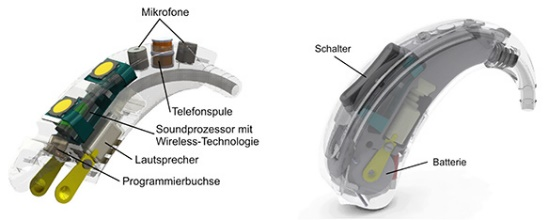 Mikrofone
Telefonspule
Soundprozessor mit
Wireless-Technologie
Lautsprecher
Programmierbuchse
Schalter
Batterie